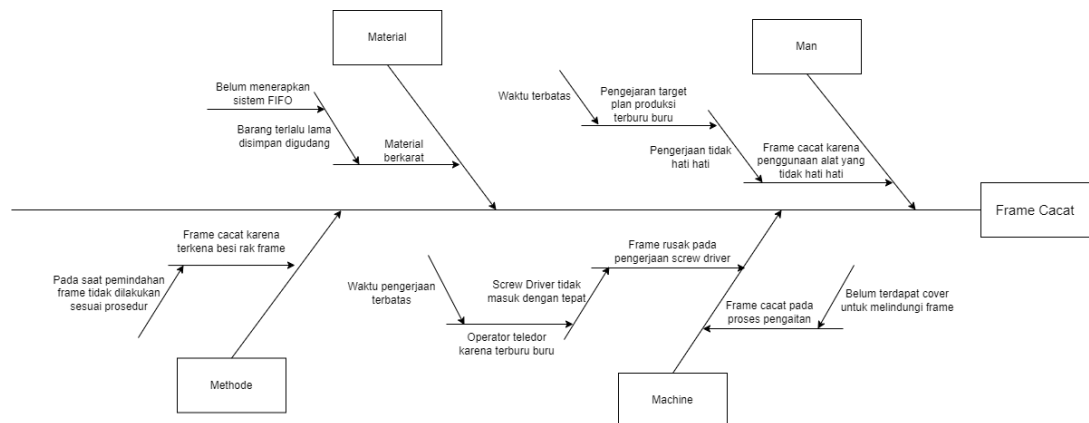 Material
Man
Belum menerapkan
sistem FIFO
Barang terlalu lama
disimpan digudang
Material
berkarat
Waktu terbatas
Pengejaran target
plan produksi
terburu buru
Pengerjaan tidak
hati hati
Frame cacat karena
penggunaan alat yang
tidak hati hati
Frame Cacat
Frame cacat karena
terkena besi rak frame
Pada saat pemindahan
frame tidak dilakukan
sesuai prosedur
Waktu pengerjaan
terbatas
Screw Driver tidak
masuk dengan tepat
Operator teledor
karena terburu buru
Frame rusak pada
pengerjaan screw driver
Frame cacat pada
proses pengaitan
Belum terdapat cover
untuk melindungi frame
Methode
Machine